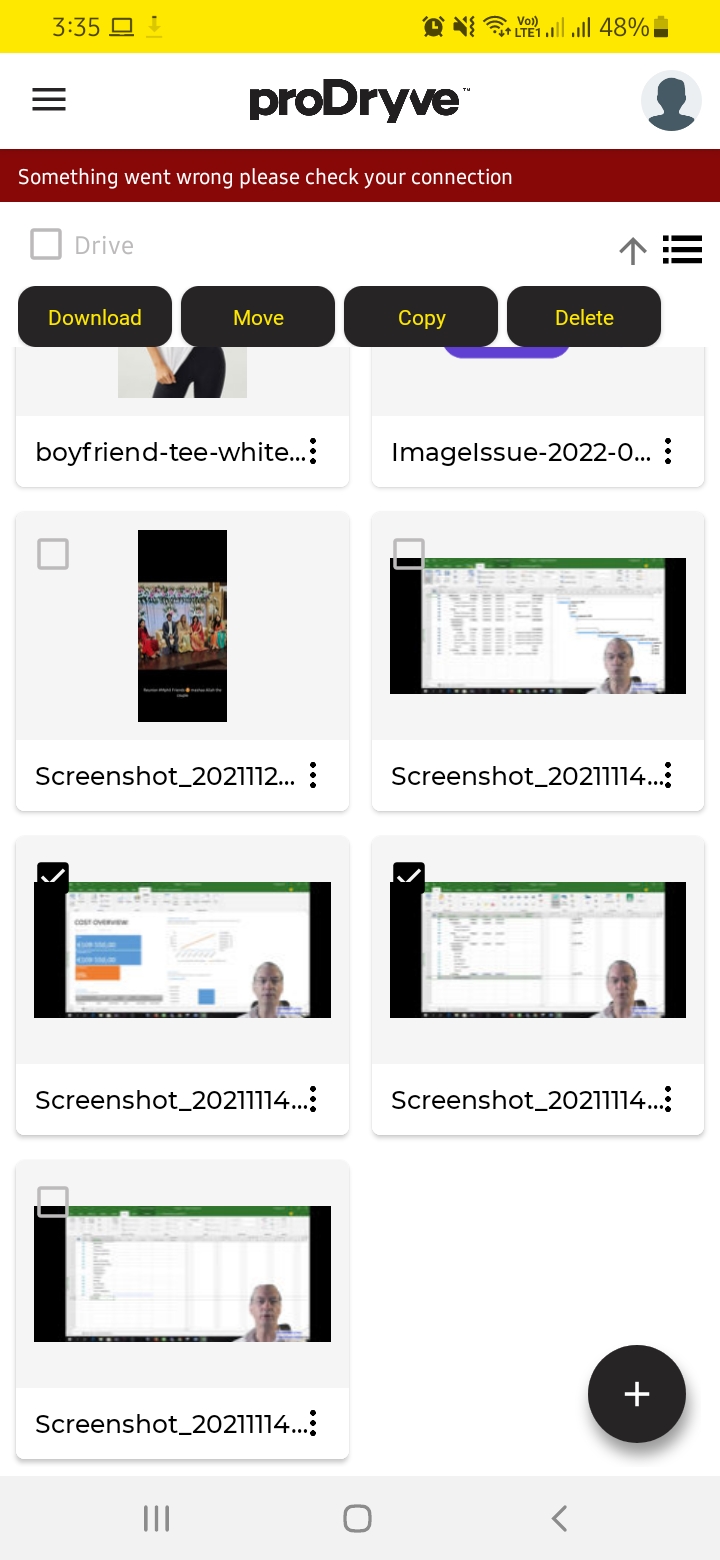 3:35
Vo))
LTE1
48%
proDryve™
Something went wrong please check your connection
Drive
Download Move Copy Delete
boyfriend-tee-white...
ImageIssue-2022-0...
Screenshot_2021112...
Screenshot_20211114...
COST OVERVIEW
Screenshot_20211114...
Screenshot_20211114...
Screenshot_20211114...